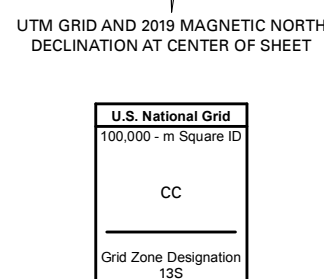 UTM GRID AND 2019 MAGNETIC NORTH
DECLINATION AT CENTER OF SHEET
U.S. National Grid
100,000 - m Square ID
CC
Grid Zone Designation
13S